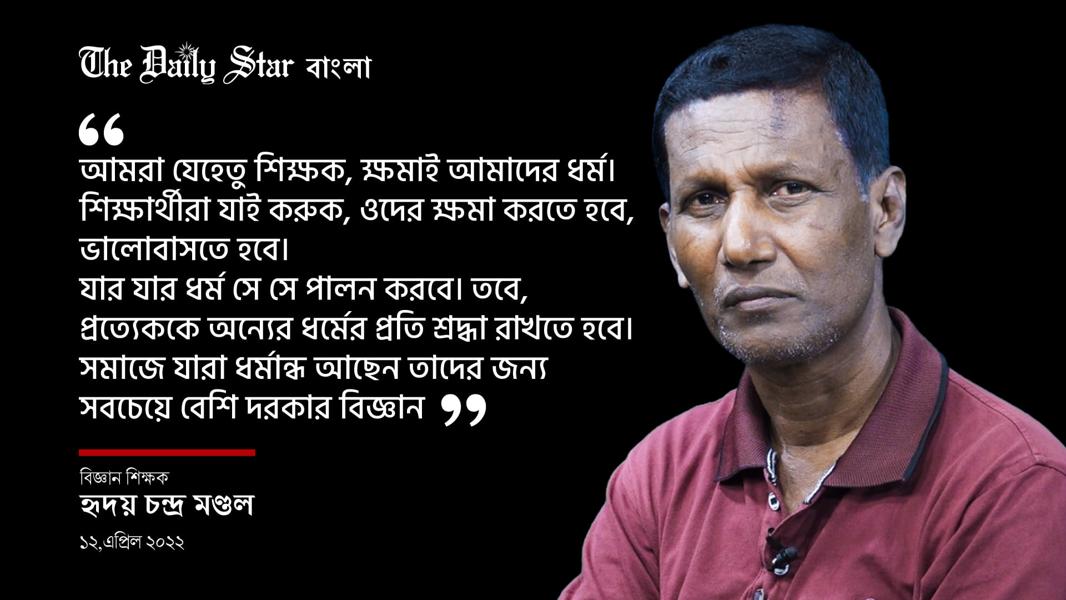 The Daily Star বাংলা
“
আমরা যেহেতু শিক্ষক, ক্ষমাই আমাদের ধর্ম।
শিক্ষার্থীরা যাই করুক, ওদের ক্ষমা করতে হবে,
ভালোবাসতে হবে।
যার যার ধর্ম সে সে পালন করবে। তবে,
প্রত্যেককে অন্যের ধর্মের প্রতি শ্রদ্ধা রাখতে হবে।
সমাজে যারা ধর্মান্ধ আছেন তাদের জন্য
সবচেয়ে বেশি দরকার বিজ্ঞান ”
বিজ্ঞান শিক্ষক
হৃদয় চন্দ্র মণ্ডল
১২,এপ্রিল ২০২২